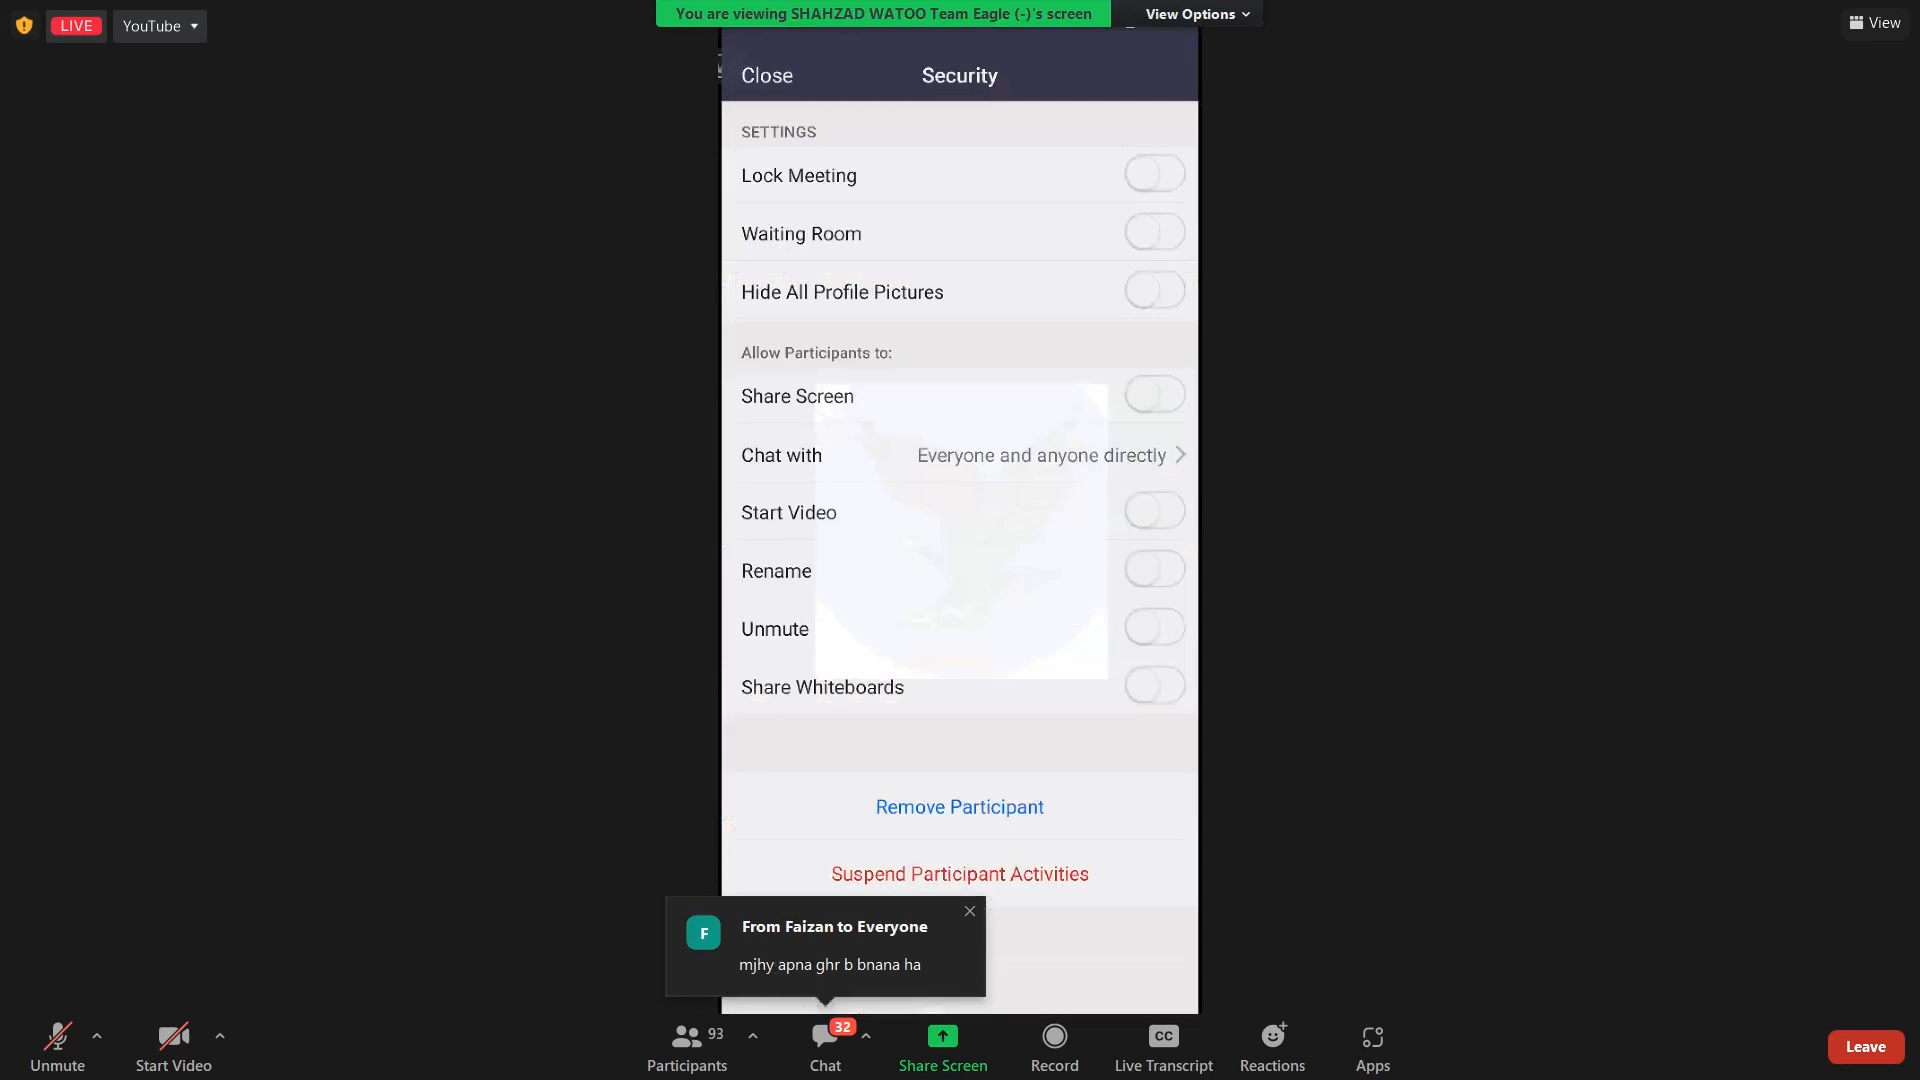 LIVE
YouTube
You are viewing SHAHZAD WATOO Team Eagle (-)'s screen
View Options
View
Close
Security
SETTINGS
Lock Meeting
Waiting Room
Hide All Profile Pictures
Allow Participants to:
Share Screen
Chat with Everyone and anyone directly
Start Video
Rename
Unmute
Share Whiteboards
Remove Participant
Suspend Participant Activities
F
From Faizan to Everyone
mjhy apna ghr b bnana ha
Unmute
Start Video
93
Participants
32
Chat
Share Screen
Record
CC
Live Transcript
Reactions
Apps
Leave